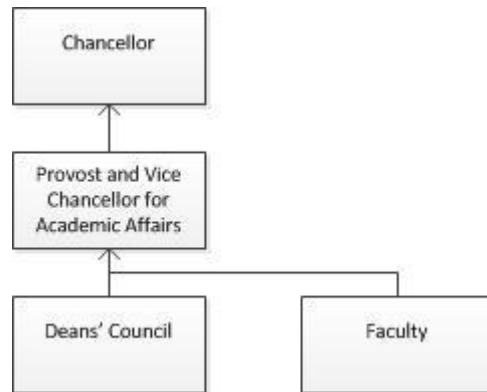 Chancellor
Provost and Vice
Chancellor for
Academic Affairs
Deans' Council
Faculty